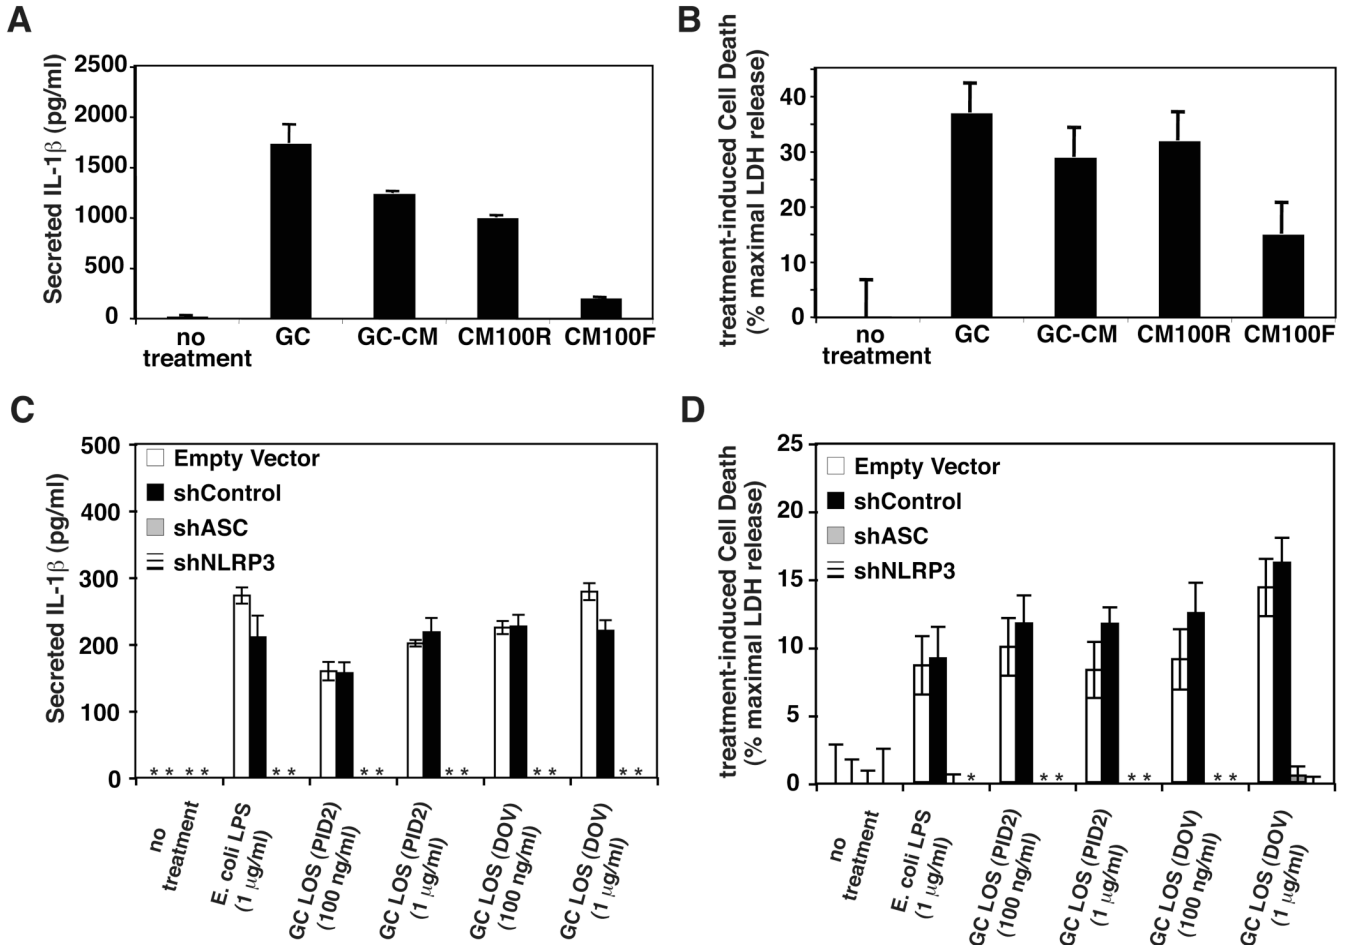 A
Secreted IL-1β (pg/ml)
2500
2000
1500
1000
500
0
no
treatment
GC
GC-CM
CM100R
CM100F
B
treatment-induced Cell Death
(% maximal LDH release)
40
30
20
10
0
no
treatment
GC
GC-CM
CM100R
CM100F
C
Secreted IL-1β (pg/ml)
500
400
300
200
100
0
Empty Vector
shControl
shASC
shNLRP3
* * * *
* *
* *
* *
* *
* *
no
treatment
E. coli LPS
(1 μg/ml)
GC LOS (PID2)
(100 ng/ml)
GC LOS (PID2)
(1 μg/ml)
GC LOS (DOV)
(100 ng/ml)
GC LOS (DOV)
(1 μg/ml)
D
treatment-induced Cell Death
(% maximal LDH release)
25
20
15
10
5
0
Empty Vector
shControl
shASC
shNLRP3
*
* *
* *
* *
no
treatment
E. coli LPS
(1 μg/ml)
GC LOS (PID2)
(100 ng/ml)
GC LOS (PID2)
(1 μg/ml)
GC LOS (DOV)
(100 ng/ml)
GC LOS (DOV)
(1 μg/ml)